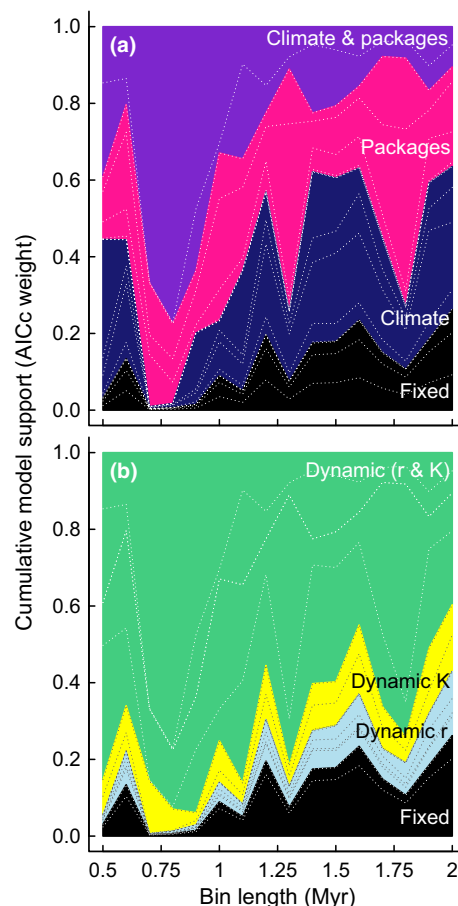 Cumulative model support (AICc weight)
(a)
Climate & packages
Packages
Climate
Fixed
1.0
0.8
0.6
0.4
0.2
0.0
(b)
Dynamic (r & K)
Dynamic K
Dynamic r
Fixed
1.0
0.8
0.6
0.4
0.2
0.0
0.5 0.75 1 1.25 1.5 1.75 2
Bin length (Myr)